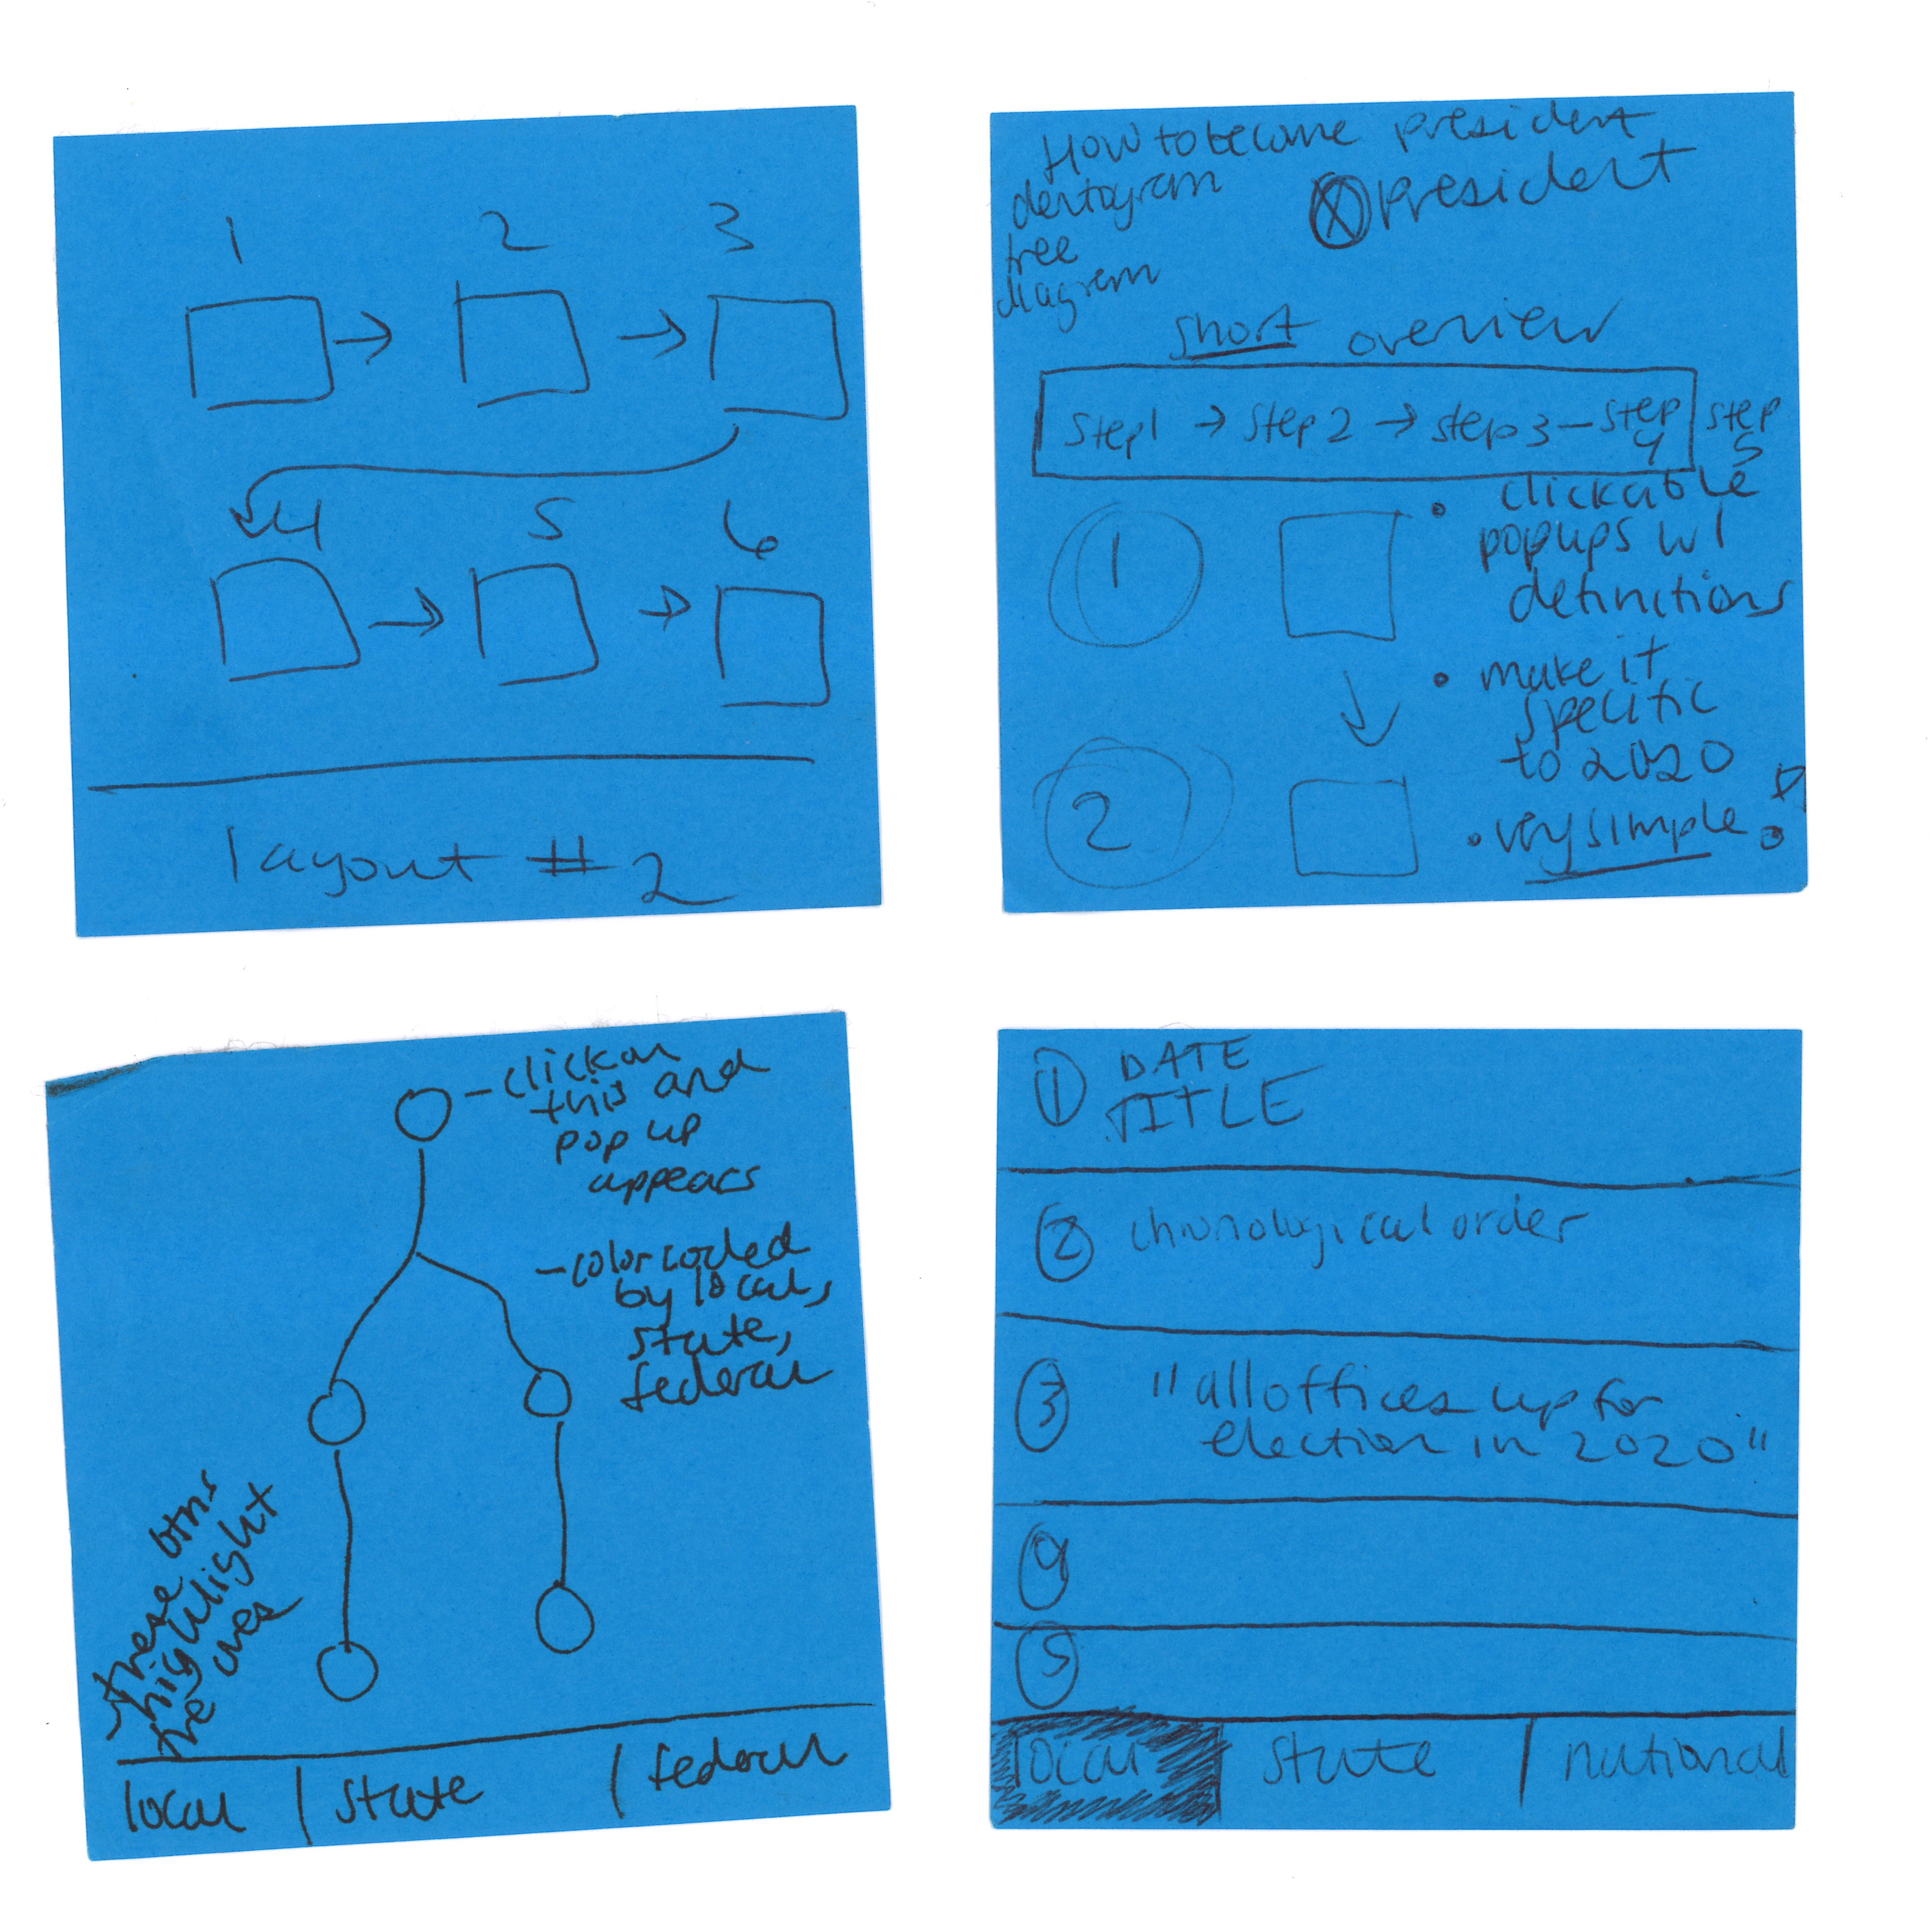 1 2 3
4 5 6
layout #2
How to become president
dentogram
tree
diagram
president
short overview
Step1 → Step 2 → step 3 – step 4 step 5
1
• clickable
popups w/
definitions
• make it
specific
to 2020
2
• very simple
– click on
this and
pop up
appears
– color coded
by local,
state,
federal
these btns
highlight
the ones
local | state | federal
1 DATE
TITLE
2 chronological order
3 "all offices up for
election in 2020"
4
5
local state | national